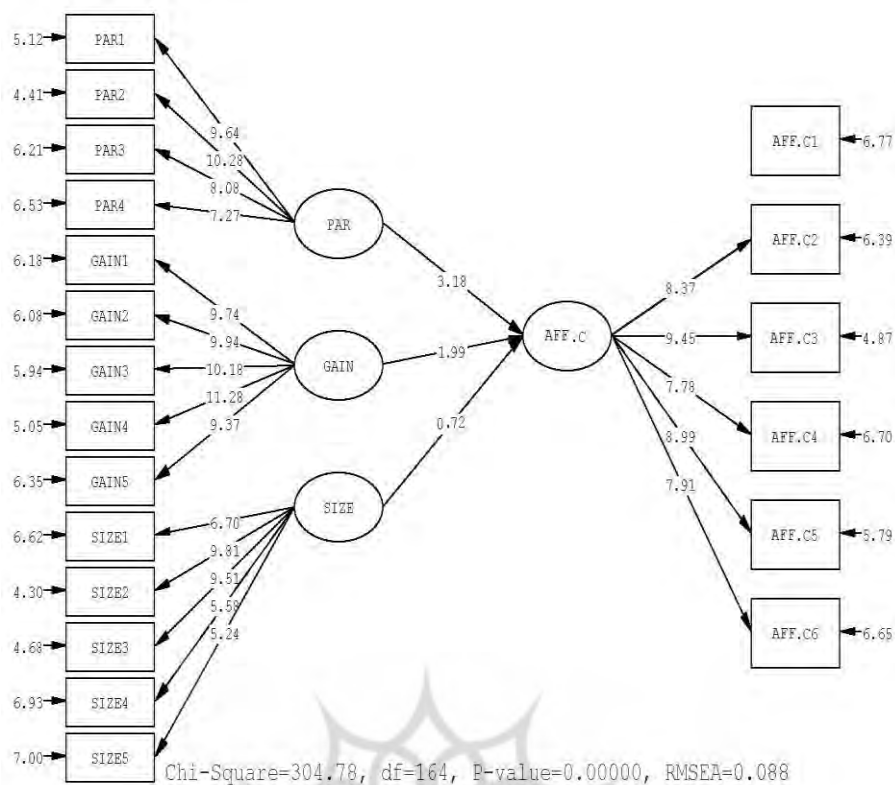 5.12 PAR1
4.41 PAR2
6.21 PAR3
6.53 PAR4
6.18 GAIN1
6.08 GAIN2
5.94 GAIN3
5.05 GAIN4
6.35 GAIN5
6.62 SIZE1
4.30 SIZE2
4.68 SIZE3
6.93 SIZE4
7.00 SIZE5
9.64
10.28
8.08
7.27
9.74
9.94
10.18
11.28
9.37
6.70
9.81
9.51
5.58
5.24
PAR
GAIN
SIZE
3.18
1.99
0.72
AFF.C
8.37
9.45
7.78
8.99
7.91
AFF.C1 6.77
AFF.C2 6.39
AFF.C3 4.87
AFF.C4 6.70
AFF.C5 5.79
AFF.C6 6.65
Chi-Square=304.78, df=164, P-value=0.00000, RMSEA=0.088